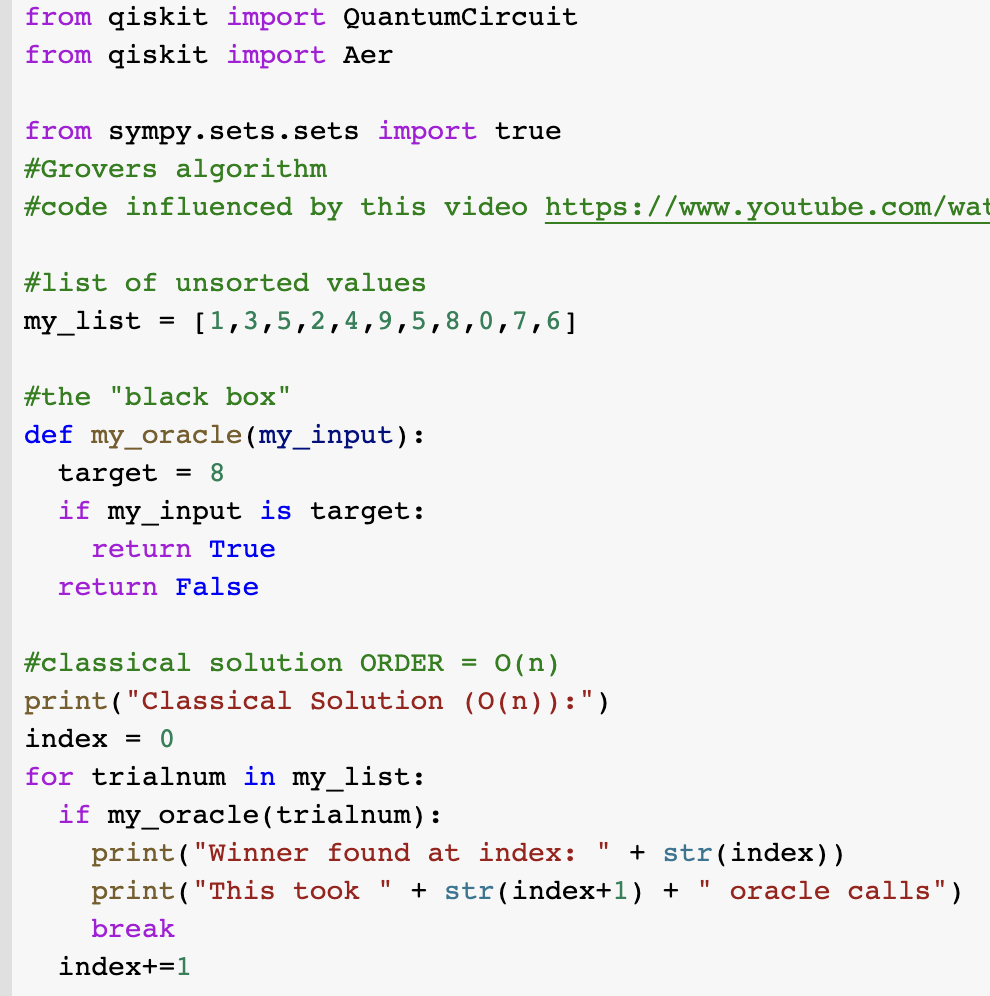 from qiskit import QuantumCircuit
from qiskit import Aer
from sympy.sets.sets import true
#Grovers algorithm
#code influenced by this video https://www.youtube.com/wat
#list of unsorted values
my_list = [1,3,5,2,4,9,5,8,0,7,6]
#the "black box"
def my_oracle(my_input):
  target = 8
  if my_input is target:
    return True
  return False
#classical solution ORDER = O(n)
print("Classical Solution (O(n)):")
index = 0
for trialnum in my_list:
  if my_oracle(trialnum):
    print("Winner found at index: " + str(index))
    print("This took " + str(index+1) + " oracle calls")
    break
  index+=1